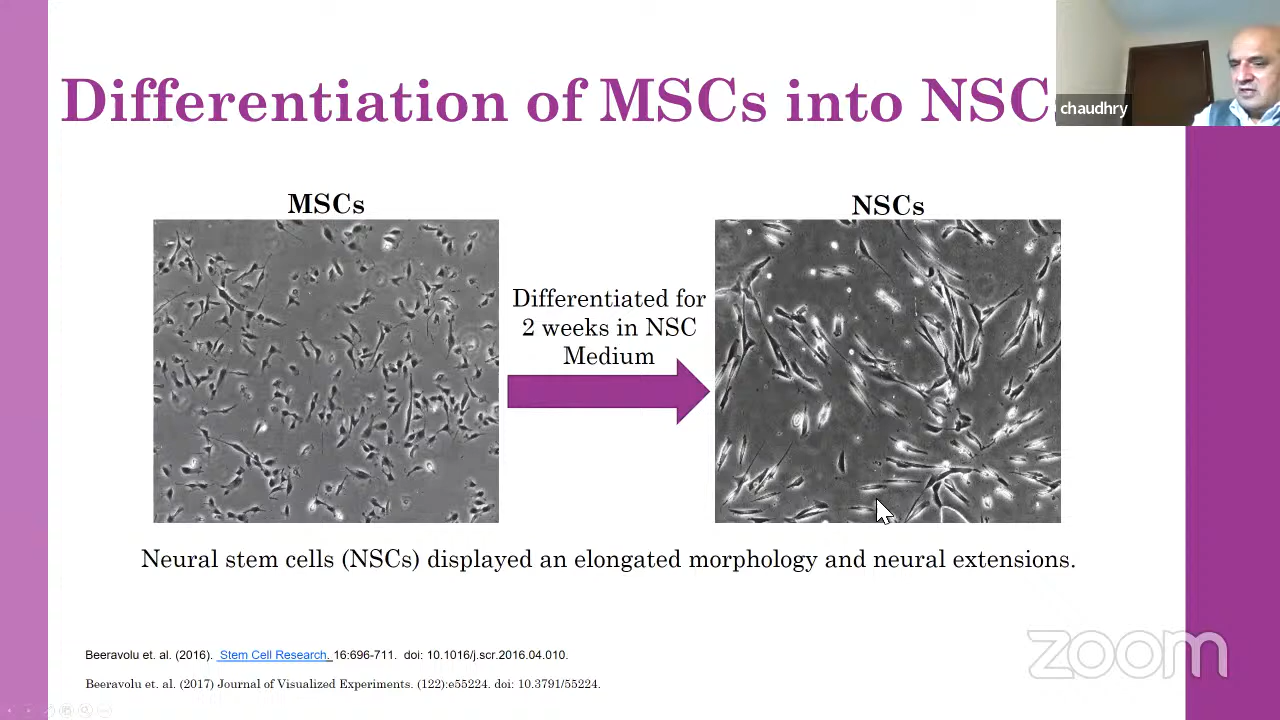 Differentiation of MSCs into NSC
chaudhry
MSCs
NSCs
Differentiated for
2 weeks in NSC
Medium
Neural stem cells (NSCs) displayed an elongated morphology and neural extensions.
Beeravolu et. al. (2016). Stem Cell Research. 16:696-711. doi: 10.1016/j.scr.2016.04.010.
Beeravolu et. al. (2017) Journal of Visualized Experiments. (122):e55224. doi: 10.3791/55224.
zoom